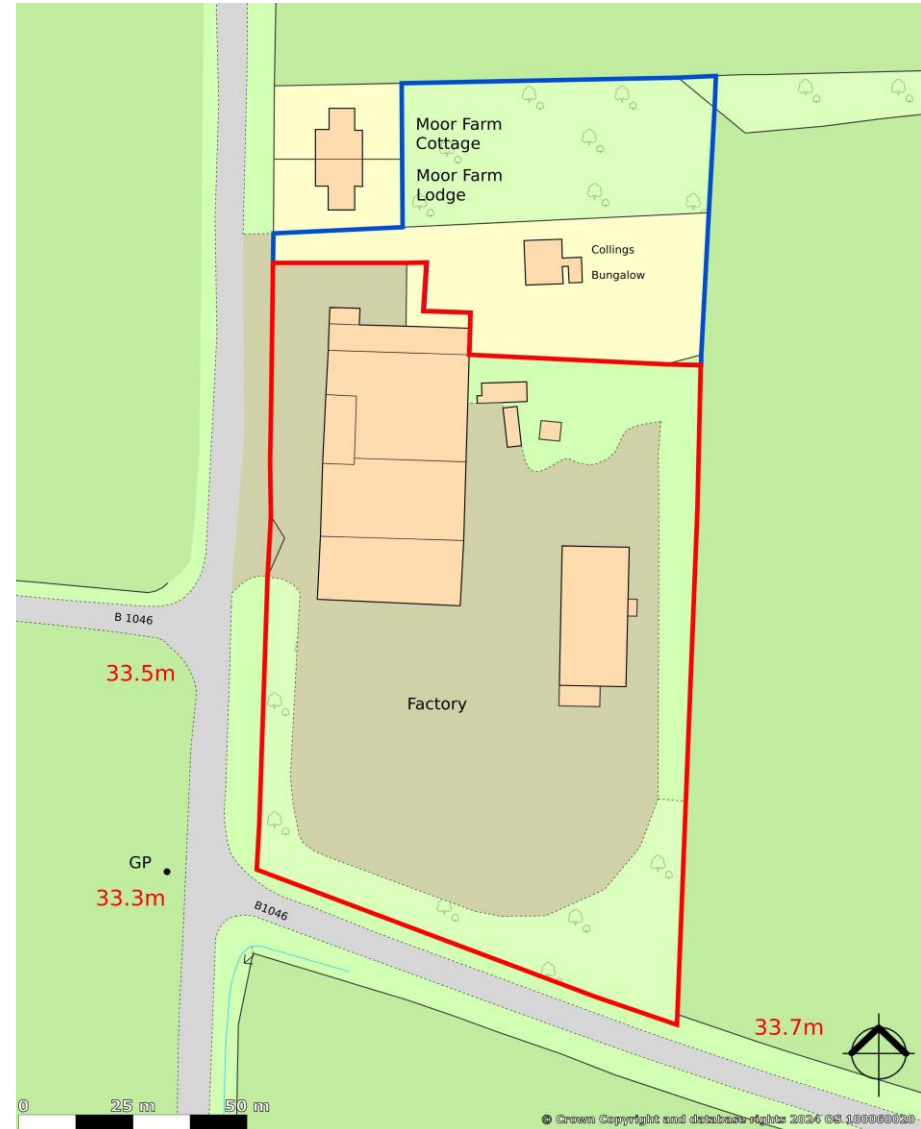 Moor Farm
Cottage
Moor Farm
Lodge
Collings
Bungalow
B 1046
33.5m
Factory
GP
33.3m
B1046
33.7m
0
25 m
50 m
© Crown Copyright and database rights 2024 OS 100060020